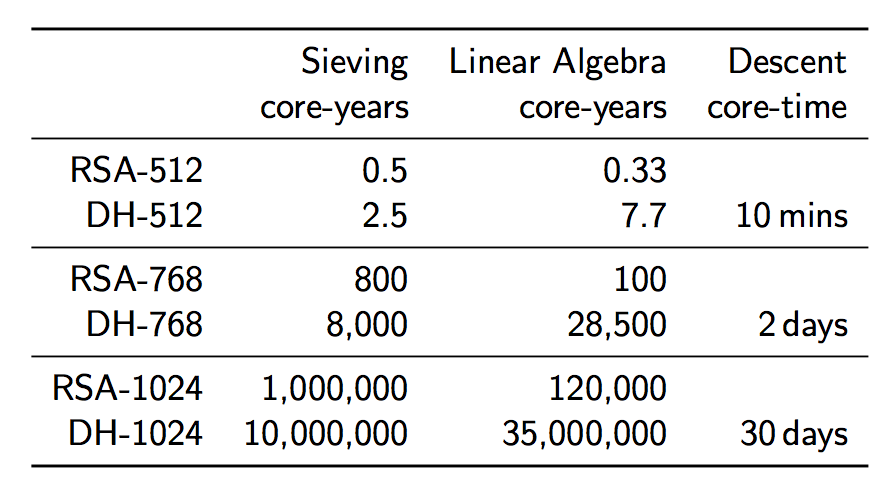 Sieving Linear Algebra Descent
core-years core-years core-time
RSA-512 0.5 0.33
DH-512 2.5 7.7 10 mins
RSA-768 800 100
DH-768 8,000 28,500 2 days
RSA-1024 1,000,000 120,000
DH-1024 10,000,000 35,000,000 30 days